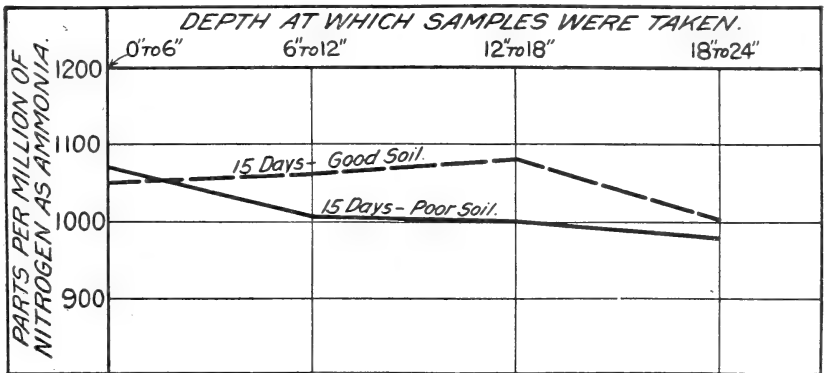 DEPTH AT WHICH SAMPLES WERE TAKEN.
0" TO 6" 6" TO 12" 12" TO 18" 18" TO 24"
PARTS PER MILLION OF
NITROGEN AS AMMONIA.
1200
1100
1000
900
15 Days - Good Soil.
15 Days - Poor Soil.